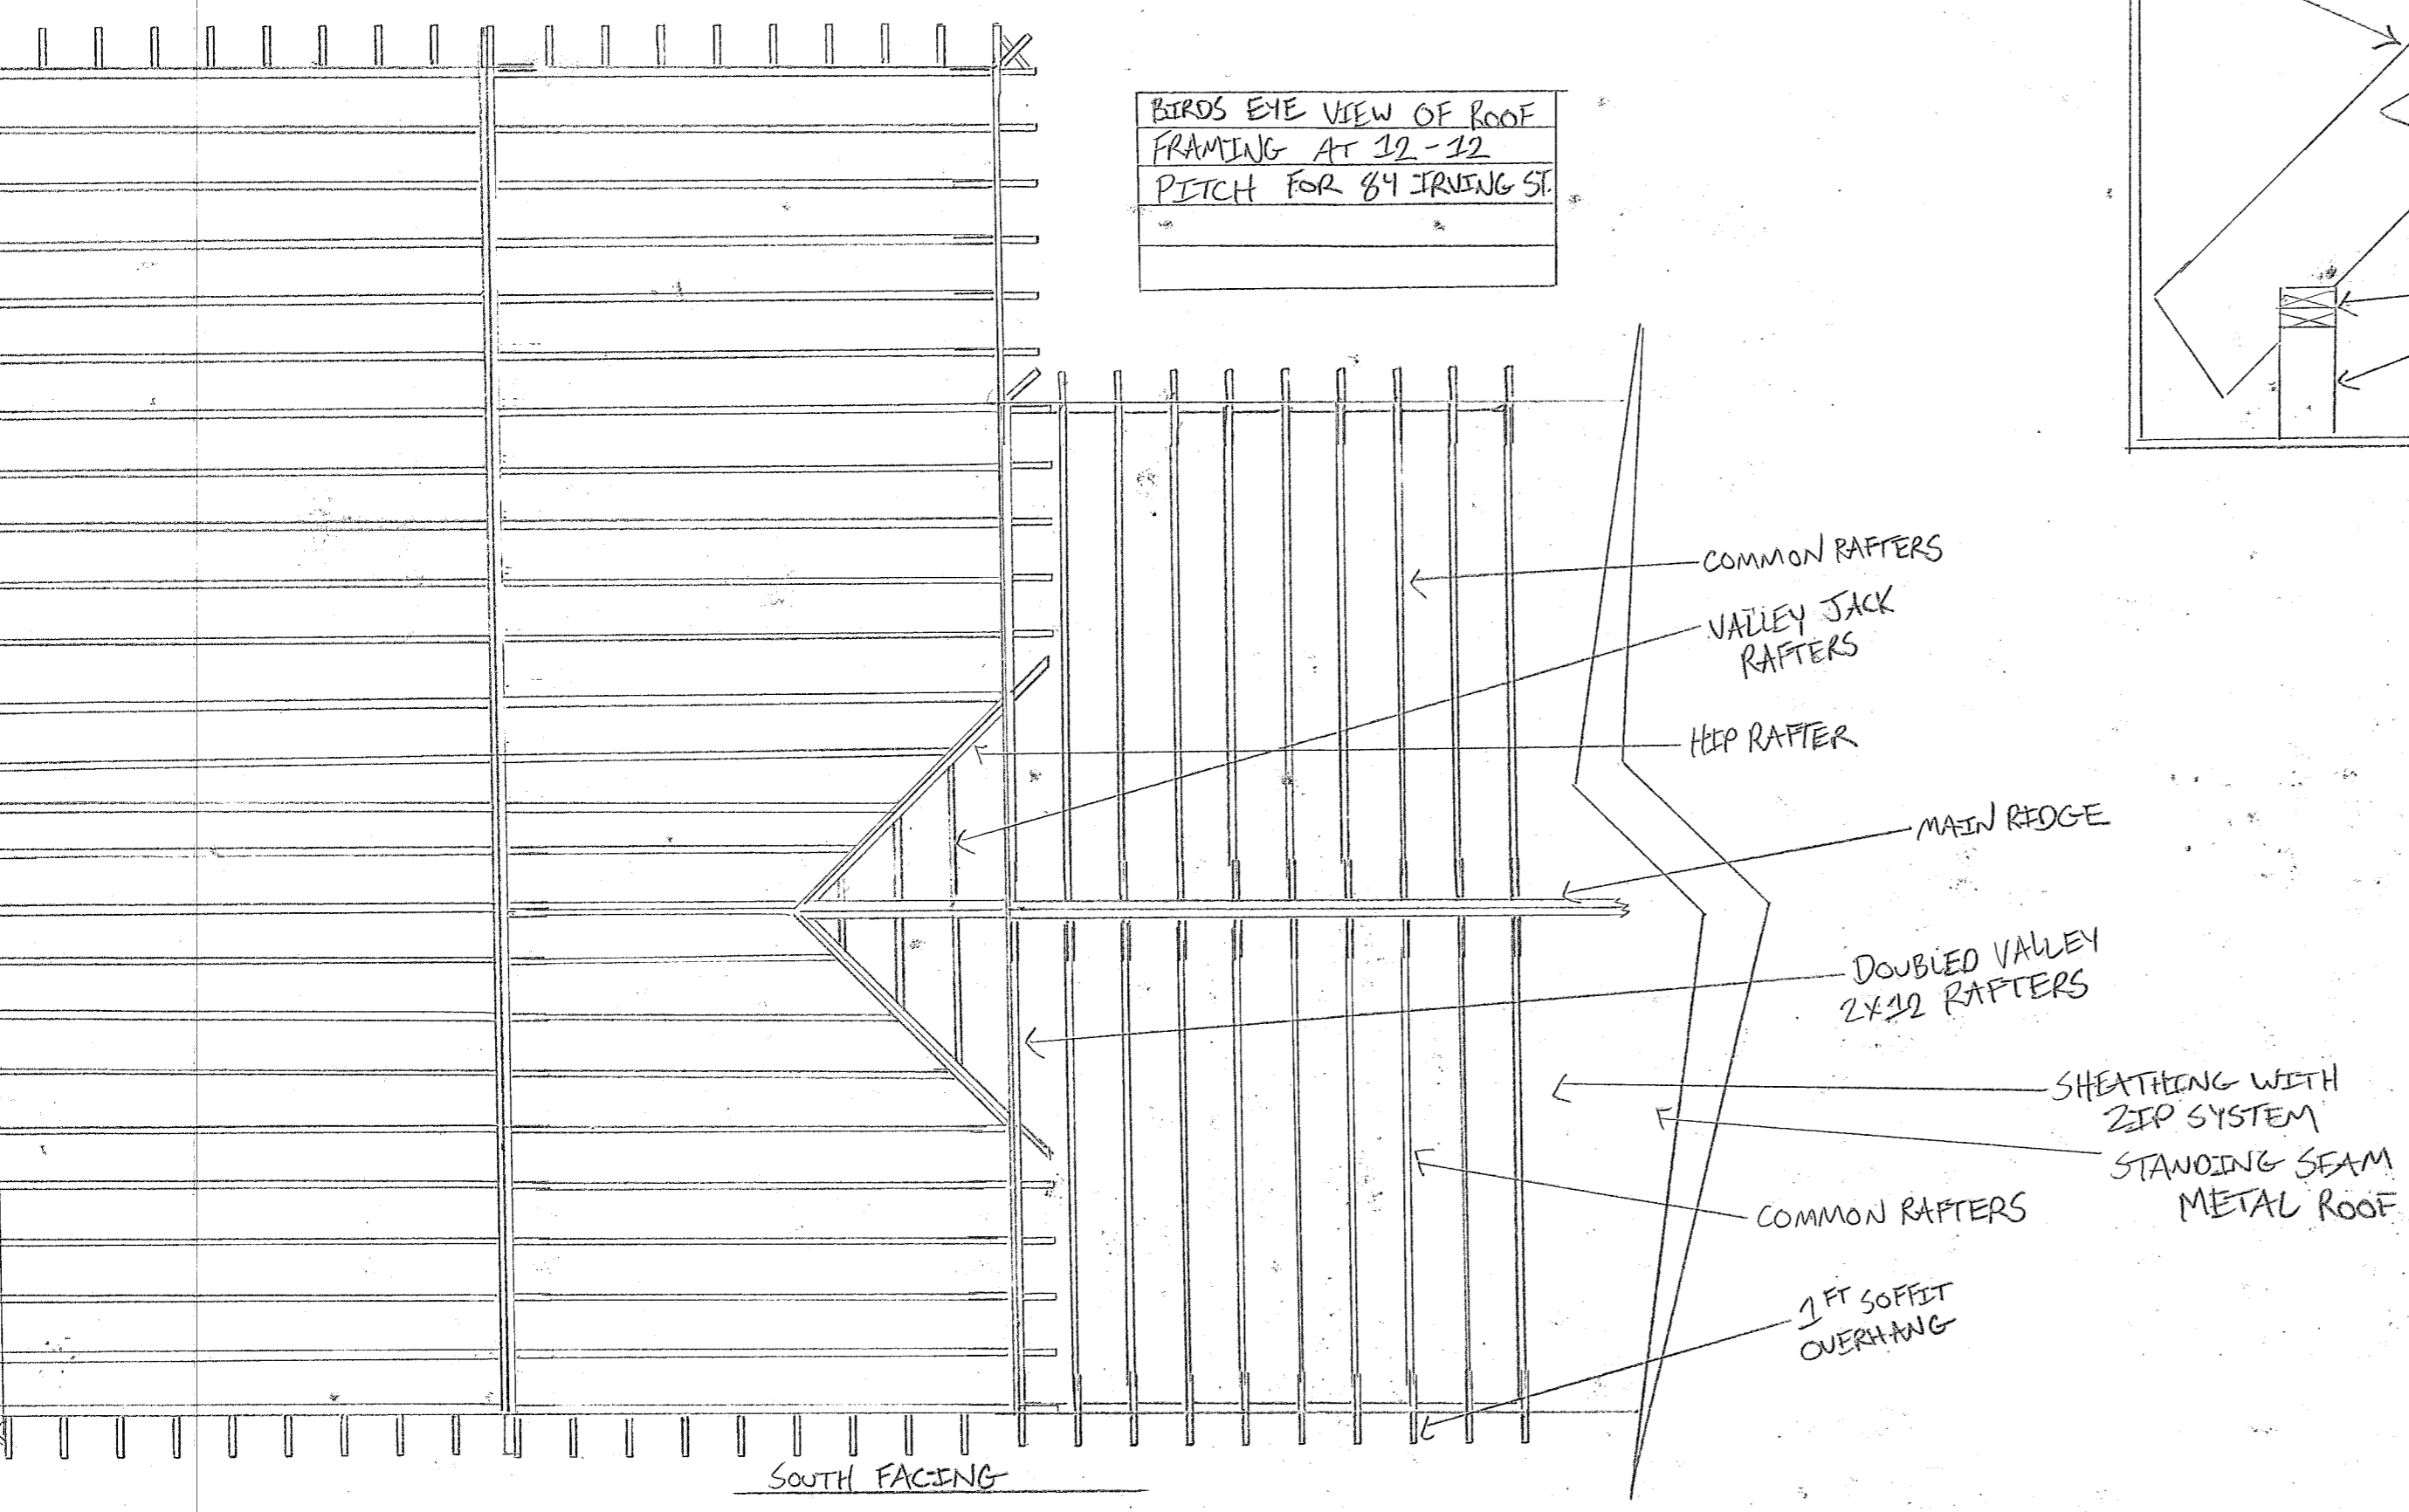 BIRDS EYE VIEW OF ROOF
FRAMING AT 12-12
PITCH FOR 84 IRVING ST.
COMMON RAFTERS
VALLEY JACK
RAFTERS
HIP RAFTER
MAIN RIDGE
DOUBLED VALLEY
2X12 RAFTERS
SHEATHING WITH
ZIP SYSTEM
STANDING SEAM
METAL ROOF
COMMON RAFTERS
1 FT SOFFIT
OVERHANG
SOUTH FACING